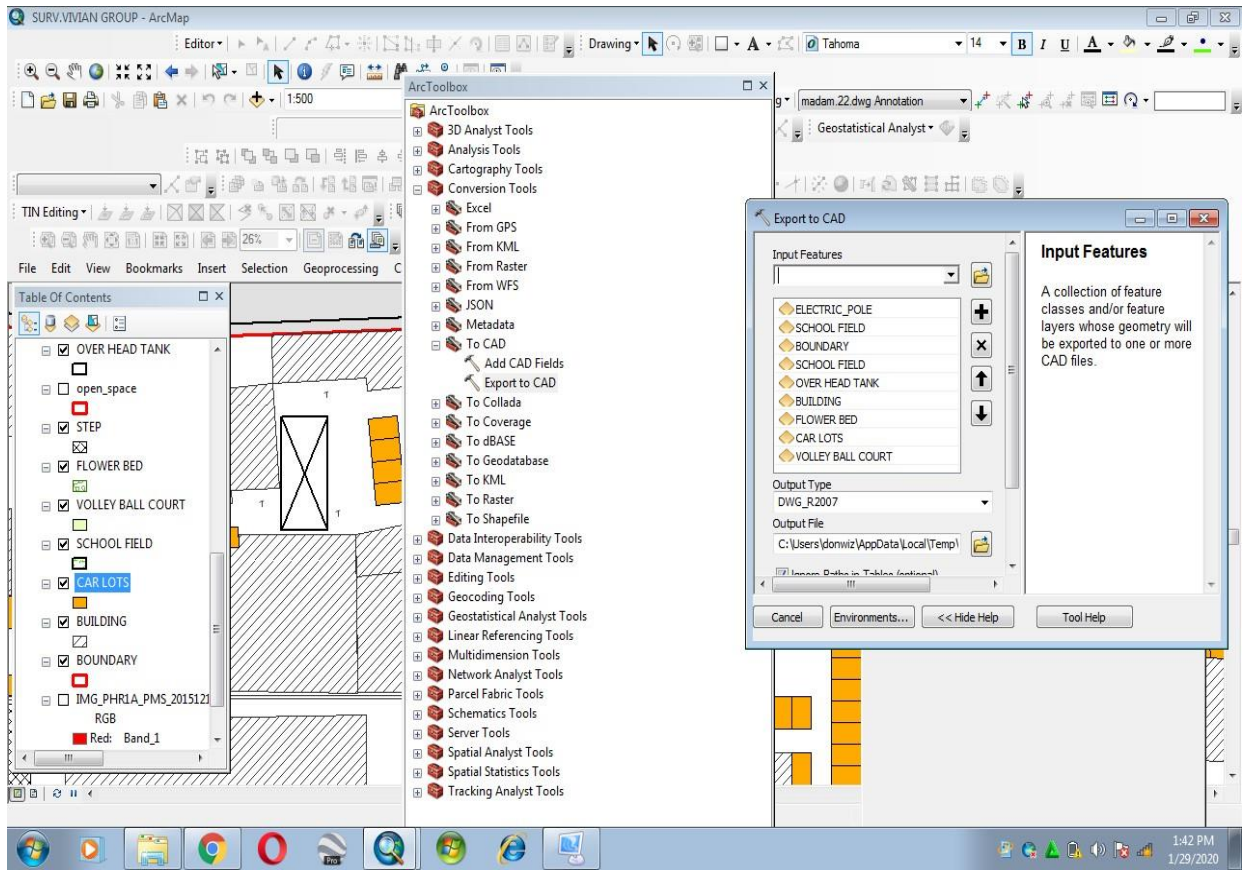 SURV.VIVIAN GROUP - ArcMap
Editor
Drawing
A
Tahoma
14
B I U A
1:500
madam.22.dwg Annotation
Geostatistical Analyst
TIN Editing
26%
File Edit View Bookmarks Insert Selection Geoprocessing C
Table Of Contents
OVER HEAD TANK
open_space
STEP
FLOWER BED
VOLLEY BALL COURT
SCHOOL FIELD
CAR LOTS
BUILDING
BOUNDARY
IMG_PHR1A_PMS_2015121
RGB
Red: Band_1
T
T
T
ArcToolbox
ArcToolbox
3D Analyst Tools
Analysis Tools
Cartography Tools
Conversion Tools
Excel
From GPS
From KML
From Raster
From WFS
JSON
Metadata
To CAD
Add CAD Fields
Export to CAD
To Collada
To Coverage
To dBASE
To Geodatabase
To KML
To Raster
To Shapefile
Data Interoperability Tools
Data Management Tools
Editing Tools
Geocoding Tools
Geostatistical Analyst Tools
Linear Referencing Tools
Multidimension Tools
Network Analyst Tools
Parcel Fabric Tools
Schematics Tools
Server Tools
Spatial Analyst Tools
Spatial Statistics Tools
Tracking Analyst Tools
Export to CAD
Input Features
ELECTRIC_POLE
SCHOOL FIELD
BOUNDARY
SCHOOL FIELD
OVER HEAD TANK
BUILDING
FLOWER BED
CAR LOTS
VOLLEY BALL COURT
Output Type
DWG_R2007
Output File
C:\Users\donwiz\AppData\Local\Temp\
Ignore Paths in Tables (optional)
Input Features
A collection of feature
classes and/or feature
layers whose geometry will
be exported to one or more
CAD files.
Cancel
Environments...
<< Hide Help
Tool Help
Pro
1:42 PM
1/29/2020